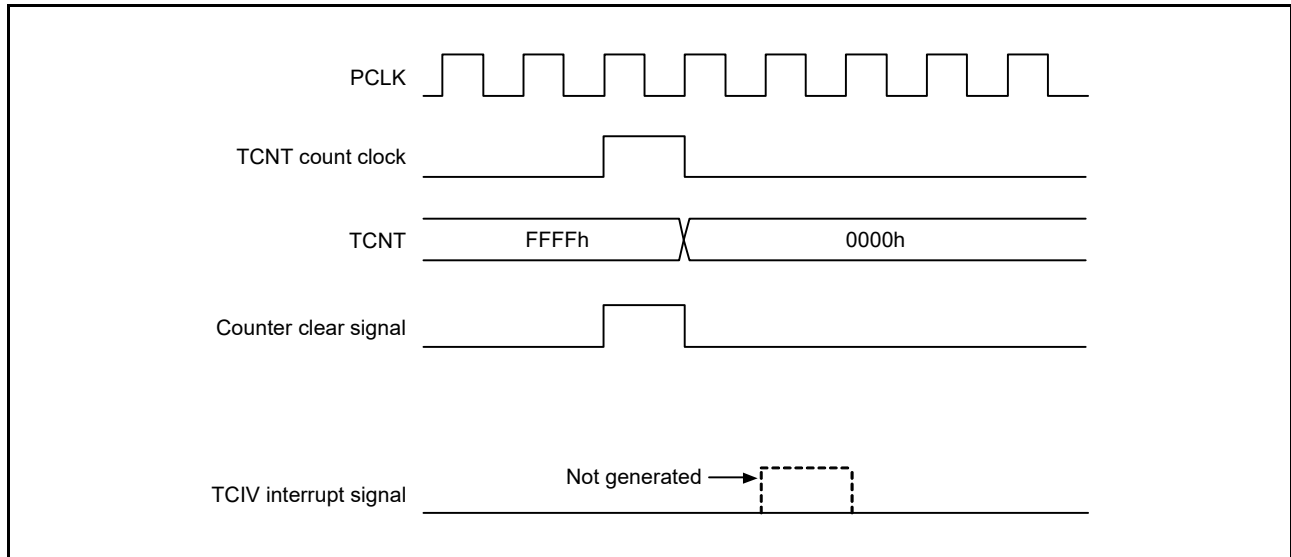 PCLK
TCNT count clock
TCNT
FFFFh
0000h
Counter clear signal
Not generated
TCIV interrupt signal